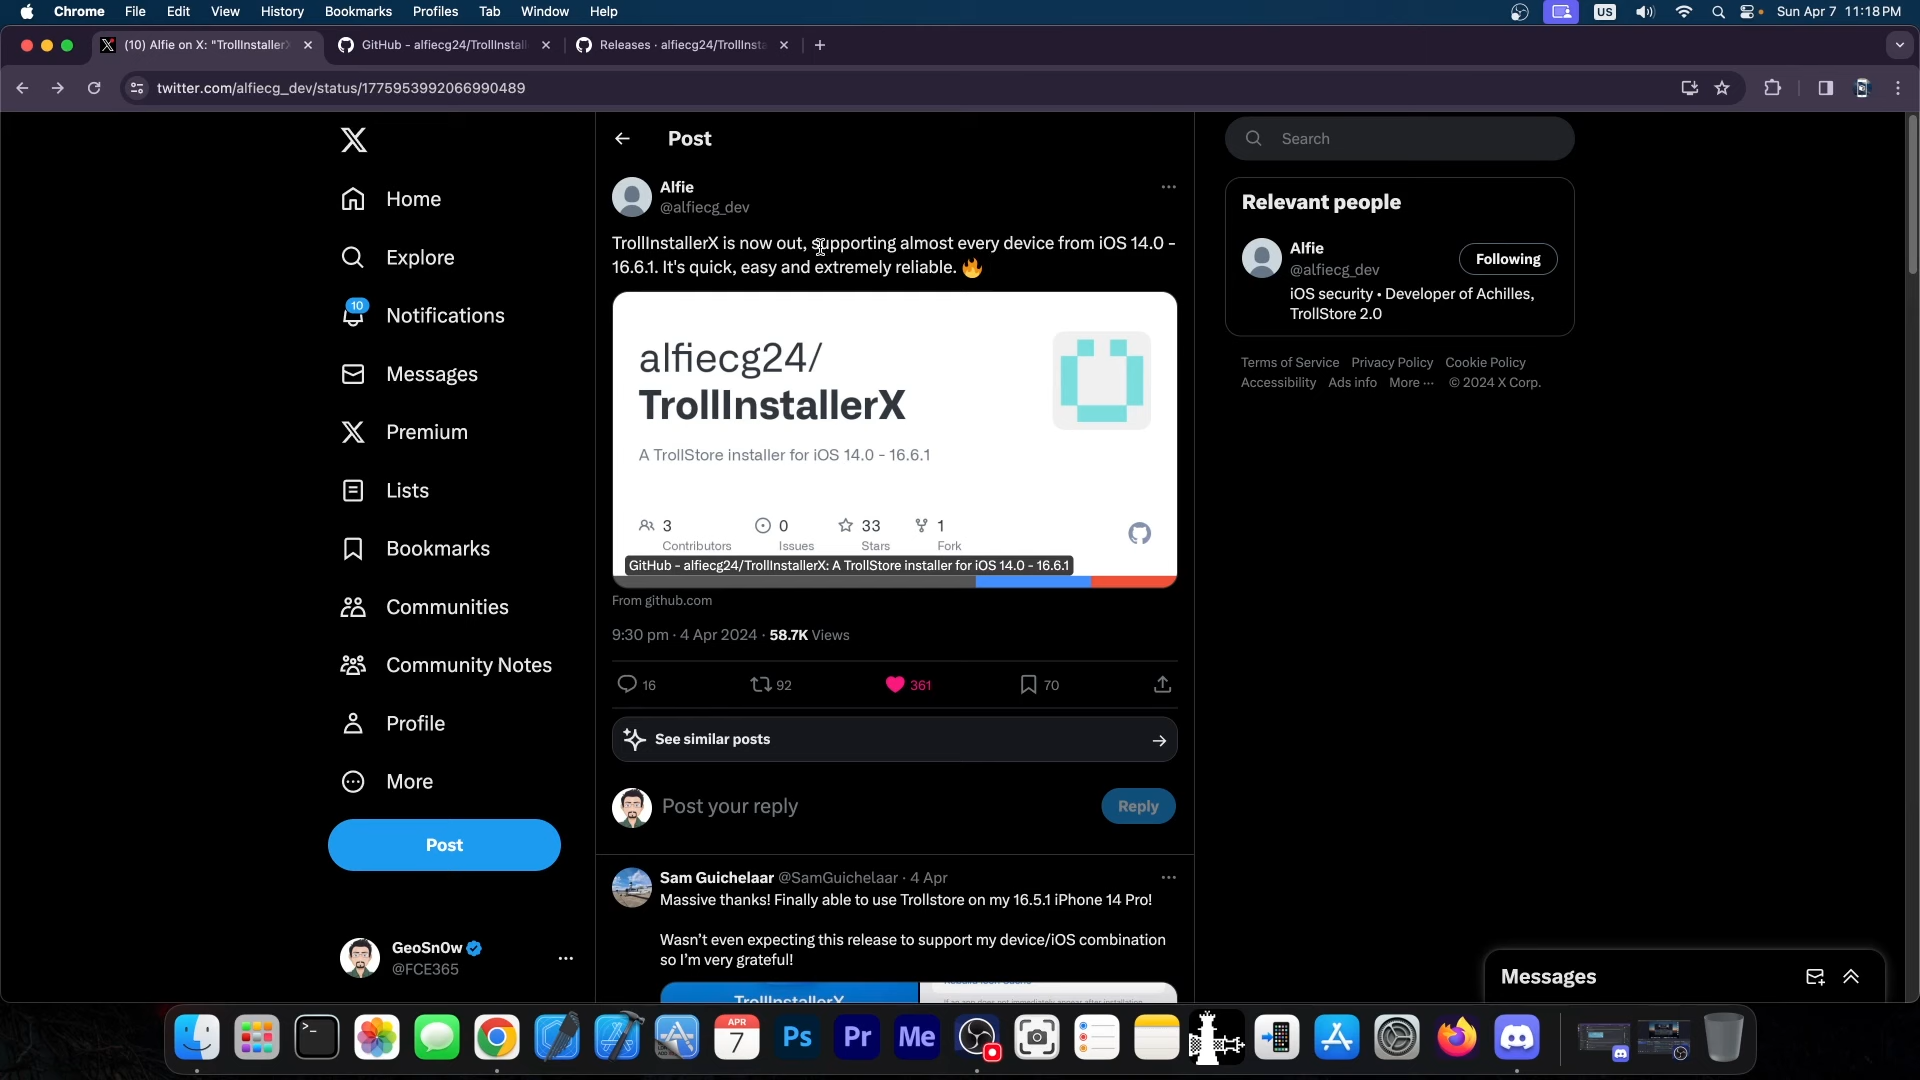 Chrome File Edit View History Bookmarks Profiles Tab Window Help US Sun Apr 7 11:18 PM
(10) Alfie on X: "TrollInstallerX GitHub - alfiecg24/TrollInstall Releases · alfiecg24/TrollInsta
twitter.com/alfiecg_dev/status/1775953992066990489
Home
Explore
10
Notifications
Messages
Premium
Lists
Bookmarks
Communities
Community Notes
Profile
More
Post
GeoSn0w
@FCE365
Post
Alfie
@alfiecg_dev
TrollInstallerX is now out, supporting almost every device from iOS 14.0 -
16.6.1. It's quick, easy and extremely reliable. 🔥
alfiecg24/
TrollInstallerX
A TrollStore installer for iOS 14.0 - 16.6.1
3 0 33 1
Contributors Issues Stars Fork
GitHub - alfiecg24/TrollInstallerX: A TrollStore installer for iOS 14.0 - 16.6.1
From github.com
9:30 pm · 4 Apr 2024 · 58.7K Views
16 92 361 70
See similar posts
Post your reply
Reply
Sam Guichelaar @SamGuichelaar · 4 Apr
Massive thanks! Finally able to use Trollstore on my 16.5.1 iPhone 14 Pro!
Wasn't even expecting this release to support my device/iOS combination
so I'm very grateful!
TrollInstallerX
Search
Relevant people
Alfie
@alfiecg_dev
Following
iOS security • Developer of Achilles,
TrollStore 2.0
Terms of Service Privacy Policy Cookie Policy
Accessibility Ads info More ··· © 2024 X Corp.
Messages
APR
7
Ps Pr Me